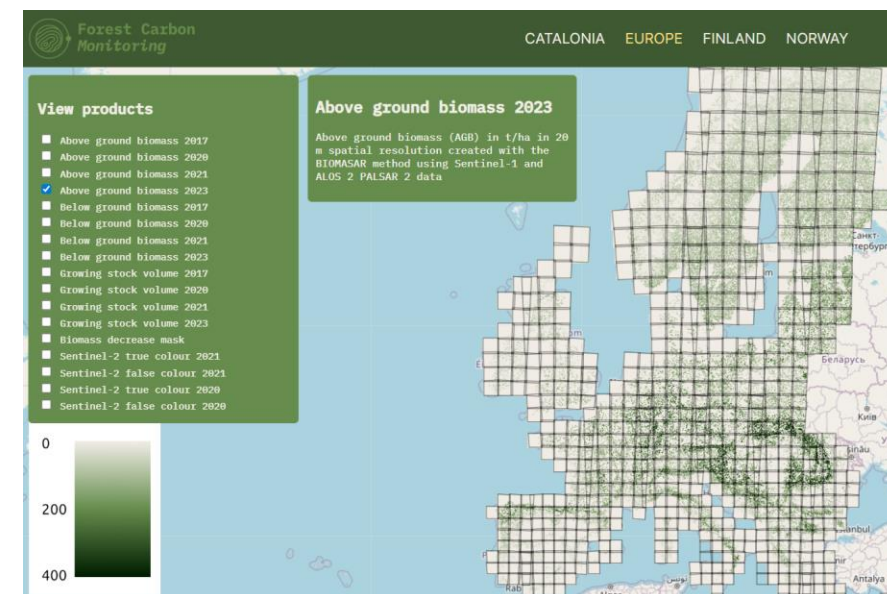 Forest Carbon
Monitoring
CATALONIA EUROPE FINLAND NORWAY
View products
Above ground biomass 2017
Above ground biomass 2020
Above ground biomass 2021
Above ground biomass 2023
Below ground biomass 2017
Below ground biomass 2020
Below ground biomass 2021
Below ground biomass 2023
Growing stock volume 2017
Growing stock volume 2020
Growing stock volume 2021
Growing stock volume 2023
Biomass decrease mask
Sentinel-2 true colour 2021
Sentinel-2 false colour 2021
Sentinel-2 true colour 2020
Sentinel-2 false colour 2020
Above ground biomass 2023
Above ground biomass (AGB) in t/ha in 20
m spatial resolution created with the
BIOMASAR method using Sentinel-1 and
ALOS 2 PALSAR 2 data
0
200
400
Санкт
Беларусь
Київ
Antalya
Rab
تونس